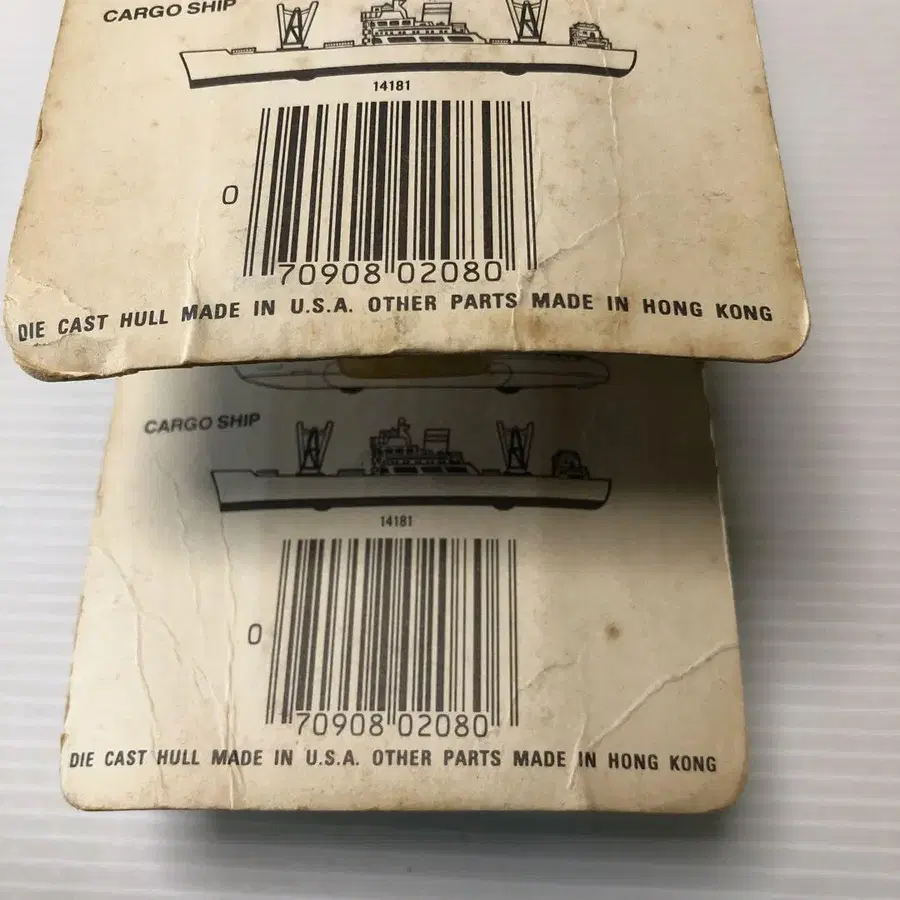 CARGO SHIP
14181
0 70908 02080
DIE CAST HULL MADE IN U.S.A. OTHER PARTS MADE IN HONG KONG
CARGO SHIP
14181
0 70908 02080
DIE CAST HULL MADE IN U.S.A. OTHER PARTS MADE IN HONG KONG